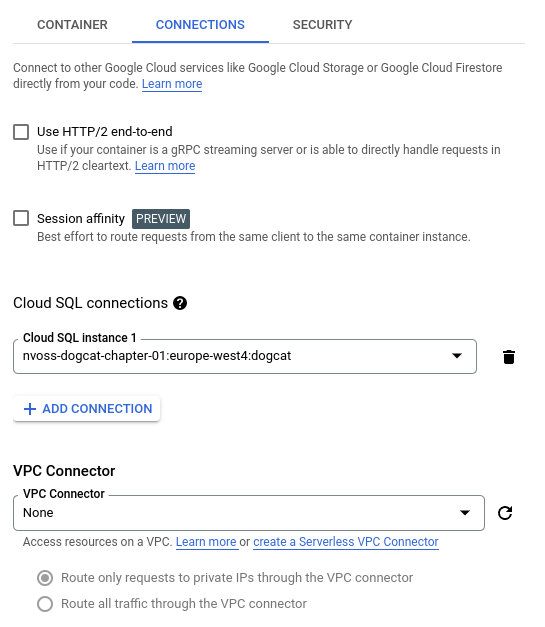 CONTAINER CONNECTIONS SECURITY
Connect to other Google Cloud services like Google Cloud Storage or Google Cloud Firestore
directly from your code. Learn more
Use HTTP/2 end-to-end
Use if your container is a gRPC streaming server or is able to directly handle requests in
HTTP/2 cleartext. Learn more
Session affinity PREVIEW
Best effort to route requests from the same client to the same container instance.
Cloud SQL connections ?
Cloud SQL instance 1
nvoss-dogcat-chapter-01:europe-west4:dogcat
+ ADD CONNECTION
VPC Connector
VPC Connector
None
Access resources on a VPC. Learn more or create a Serverless VPC Connector
Route only requests to private IPs through the VPC connector
Route all traffic through the VPC connector